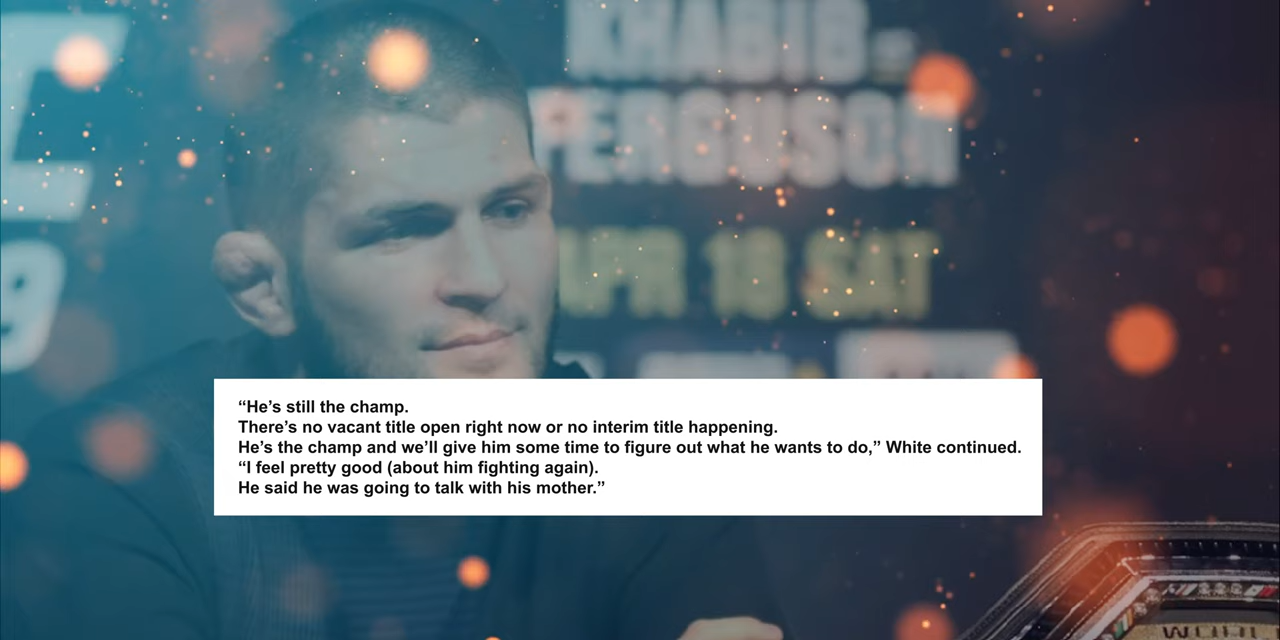 KHABIB
FERGUSON
APR 18 SAT
9
“He’s still the champ.
There’s no vacant title open right now or no interim title happening.
He’s the champ and we’ll give him some time to figure out what he wants to do,” White continued.
“I feel pretty good (about him fighting again).
He said he was going to talk with his mother.”